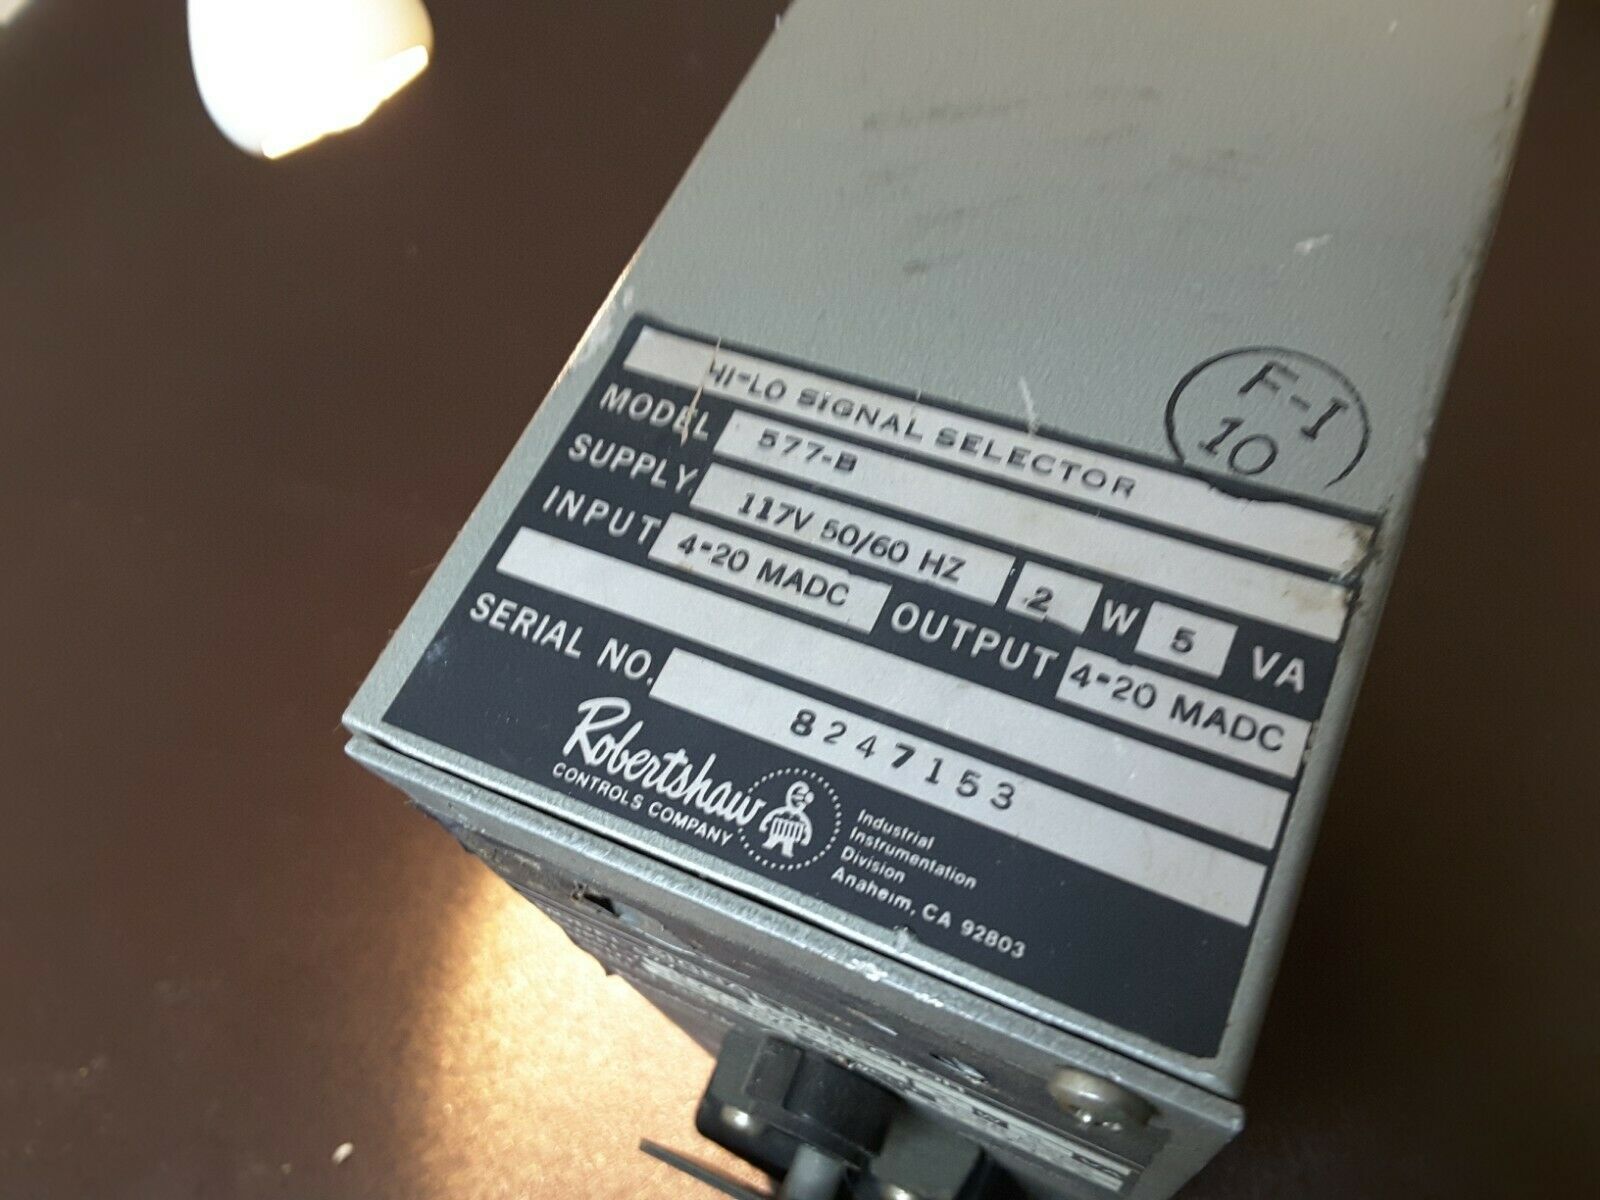 F-I
10
HI-LO SIGNAL SELECTOR
MODEL 577-B
SUPPLY 117V 50/60 HZ 2 W 5 VA
INPUT 4-20 MADC OUTPUT 4-20 MADC
SERIAL NO. 8247153
Robertshaw
CONTROLS COMPANY
Industrial
Instrumentation
Division
Anaheim, CA 92803